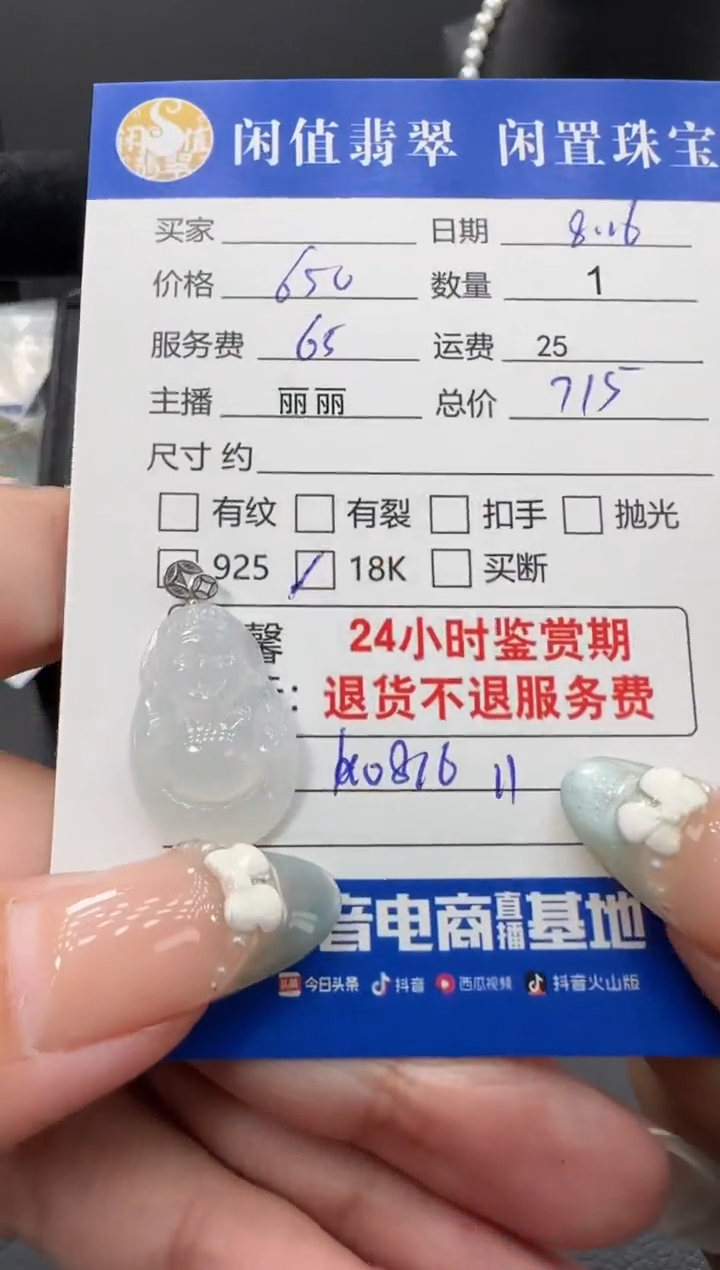 闲值翡翠 闲置珠宝
买家 日期 8.16
价格 650 数量 1
服务费 65 运费 25
主播 丽丽 总价 715
尺寸 约
有纹 有裂 扣手 抛光
925 18K 买断
馨 24小时鉴赏期
: 退货不退服务费
音电商直播基地
今日头条 抖音 西瓜视频 抖音火山版